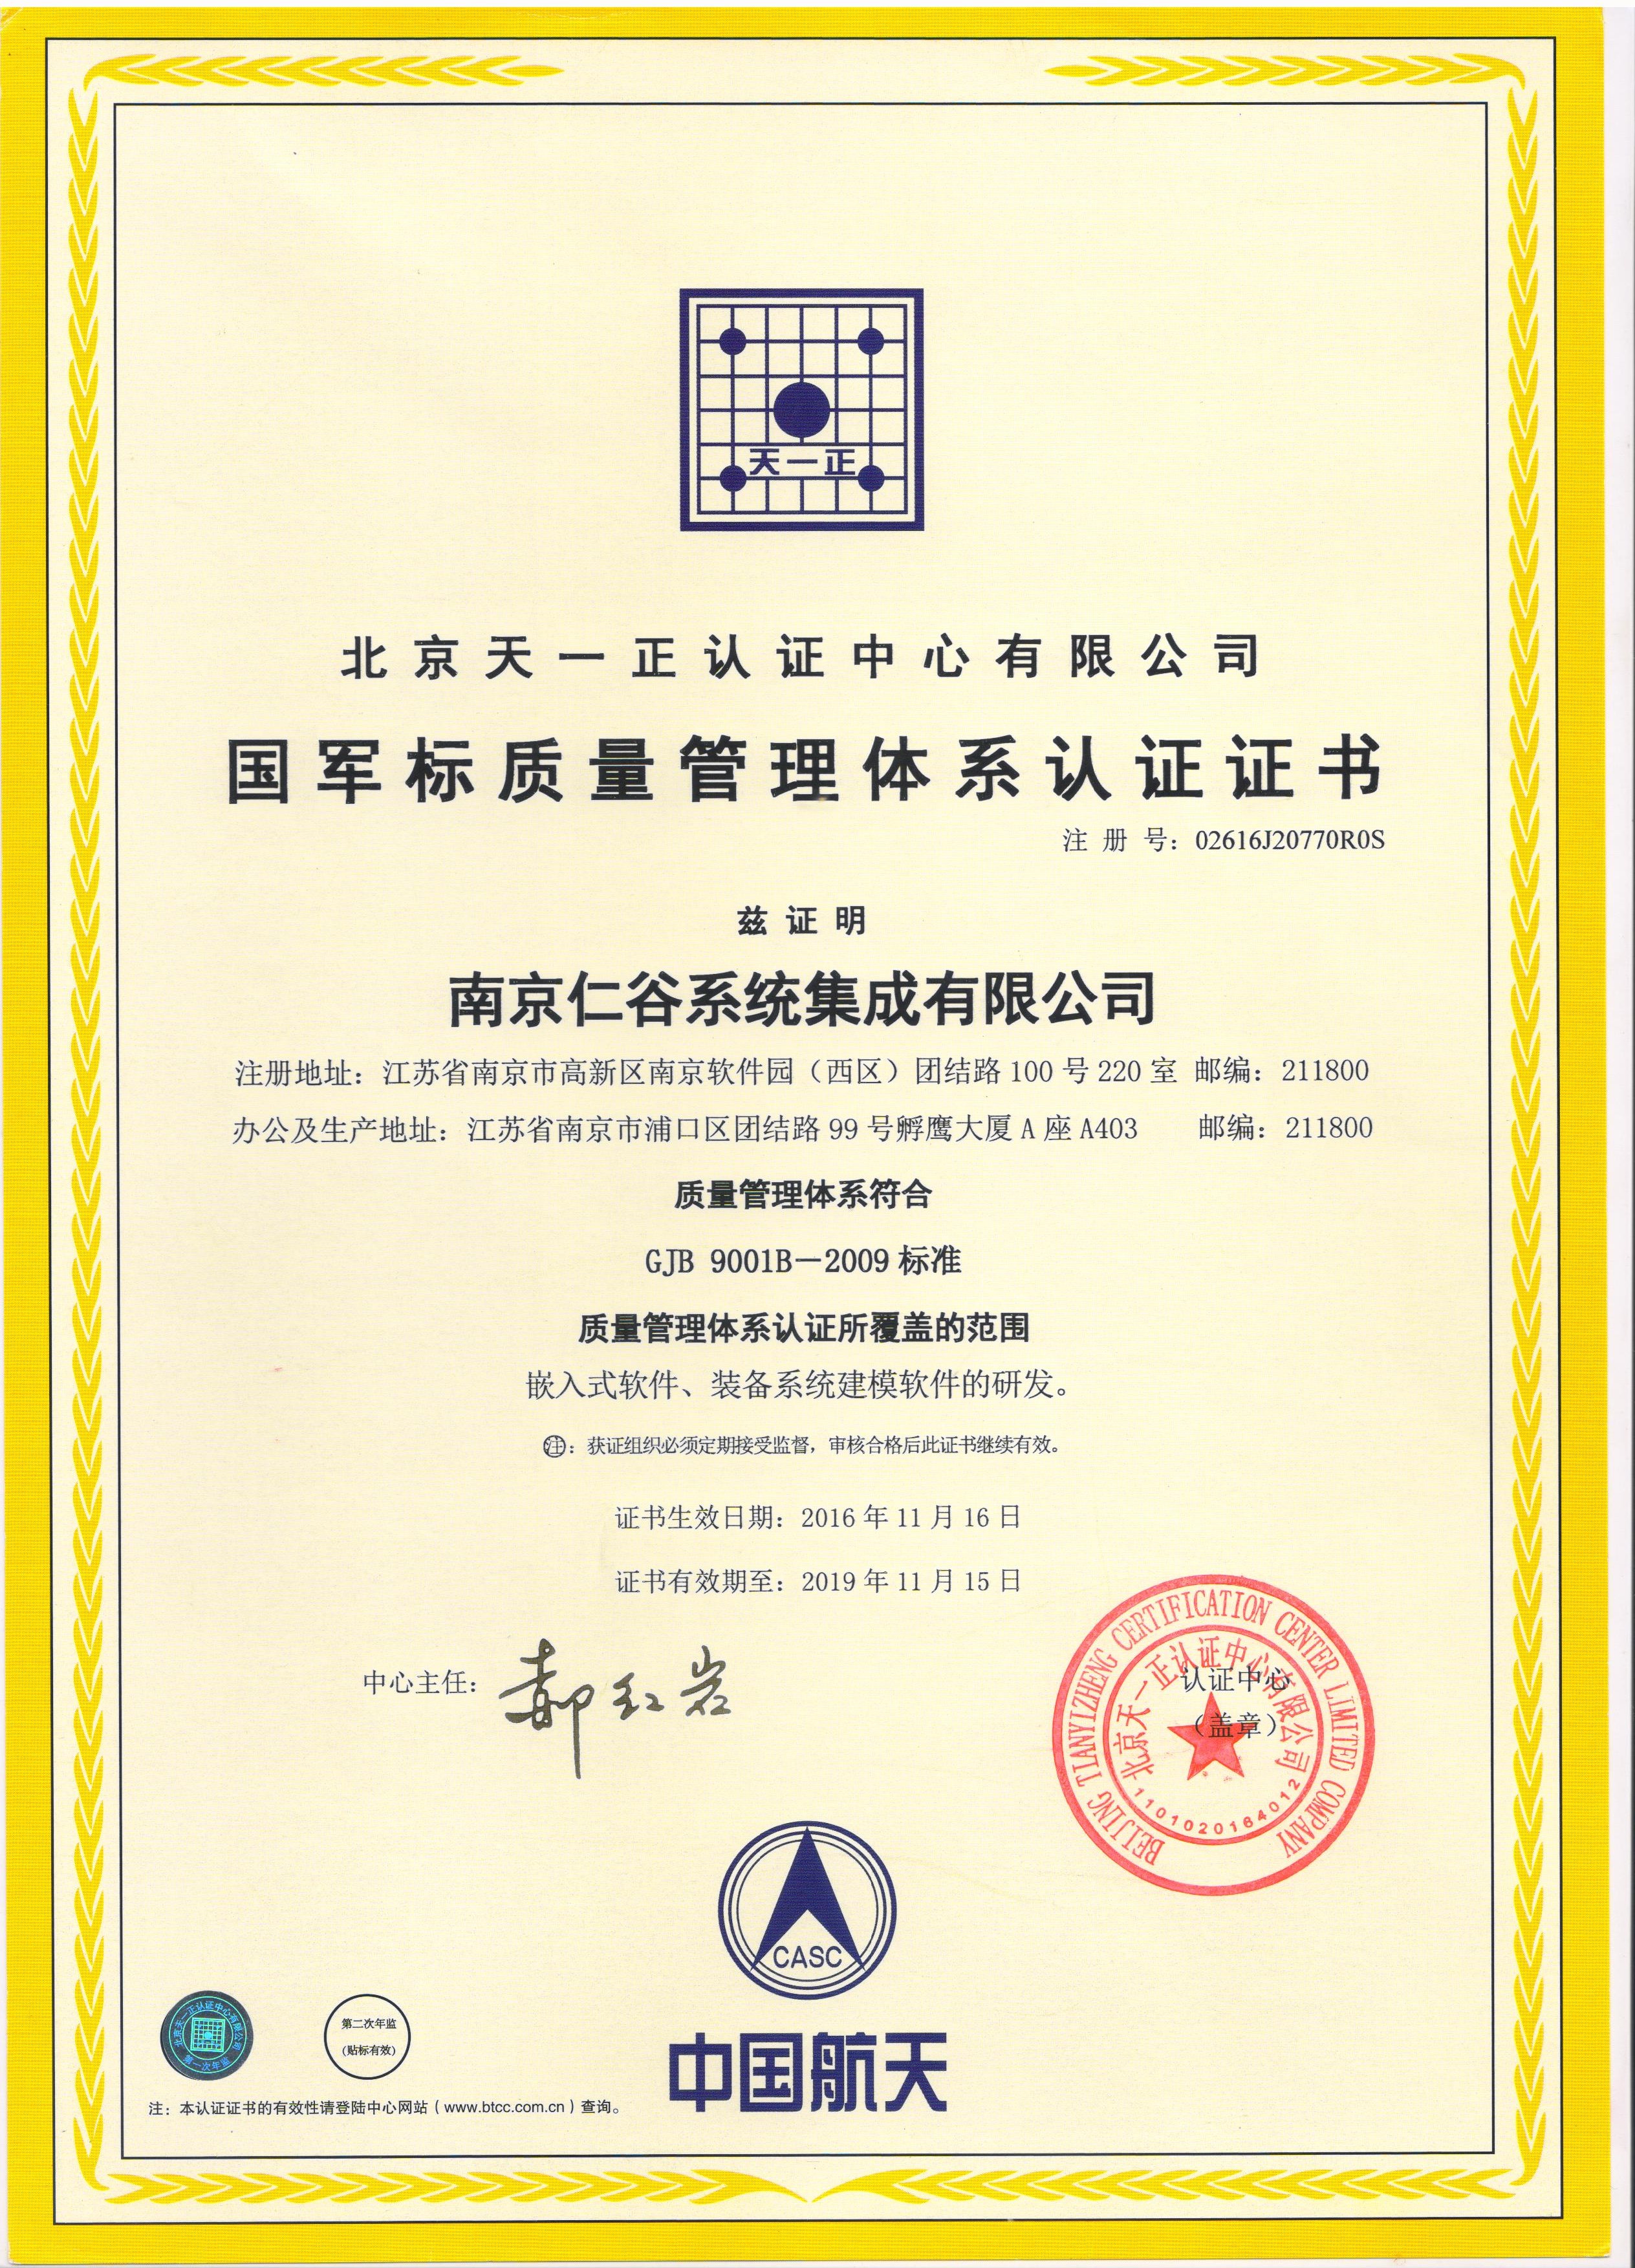 天一正
北京天一正认证中心有限公司
国军标质量管理体系认证证书
注 册 号：02616J20770R0S
兹证明
南京仁谷系统集成有限公司
注册地址：江苏省南京市高新区南京软件园（西区）团结路 100 号 220 室 邮编：211800
办公及生产地址：江苏省南京市浦口区团结路 99 号孵鹰大厦 A 座 A403 邮编：211800
质量管理体系符合
GJB 9001B－2009 标准
质量管理体系认证所覆盖的范围
嵌入式软件、装备系统建模软件的研发。
㊟：获证组织必须定期接受监督，审核合格后此证书继续有效。
证书生效日期：2016 年 11 月 16 日
证书有效期至：2019 年 11 月 15 日
中心主任：郝红岩
BEIJING TIANYIZHENG CERTIFICATION CENTER LIMITED COMPANY
北京天一正认证中心有限公司
认证中心
（盖章）
1101020164012
CASC
中国航天
北京天一正认证中心有限公司
第一次年监
第二次年监
(贴标有效)
注：本认证证书的有效性请登陆中心网站（www.btcc.com.cn）查询。